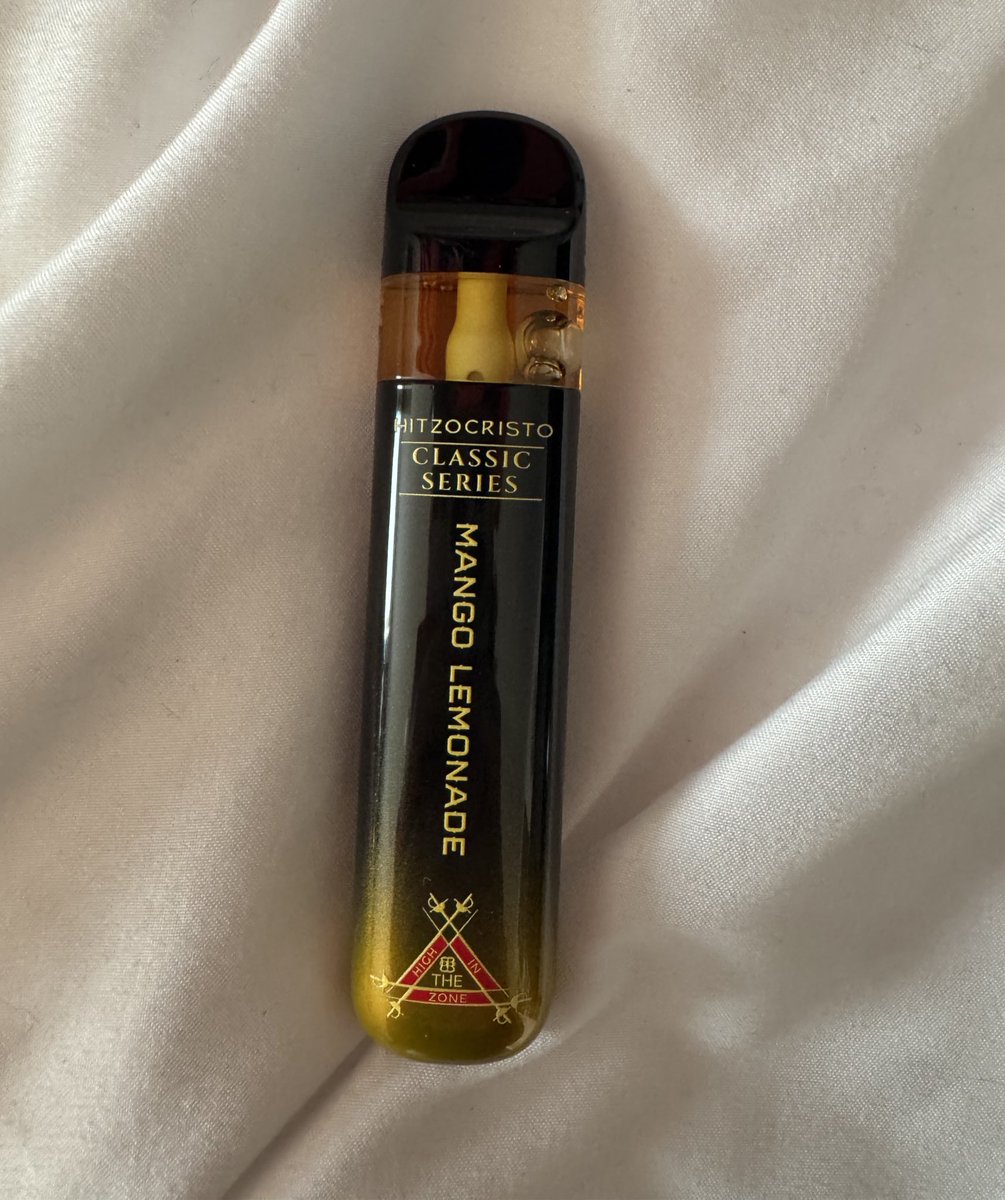 HITZOCRISTO
CLASSIC
SERIES
MANGO LEMONADE
HIGH
IN
THE
ZONE